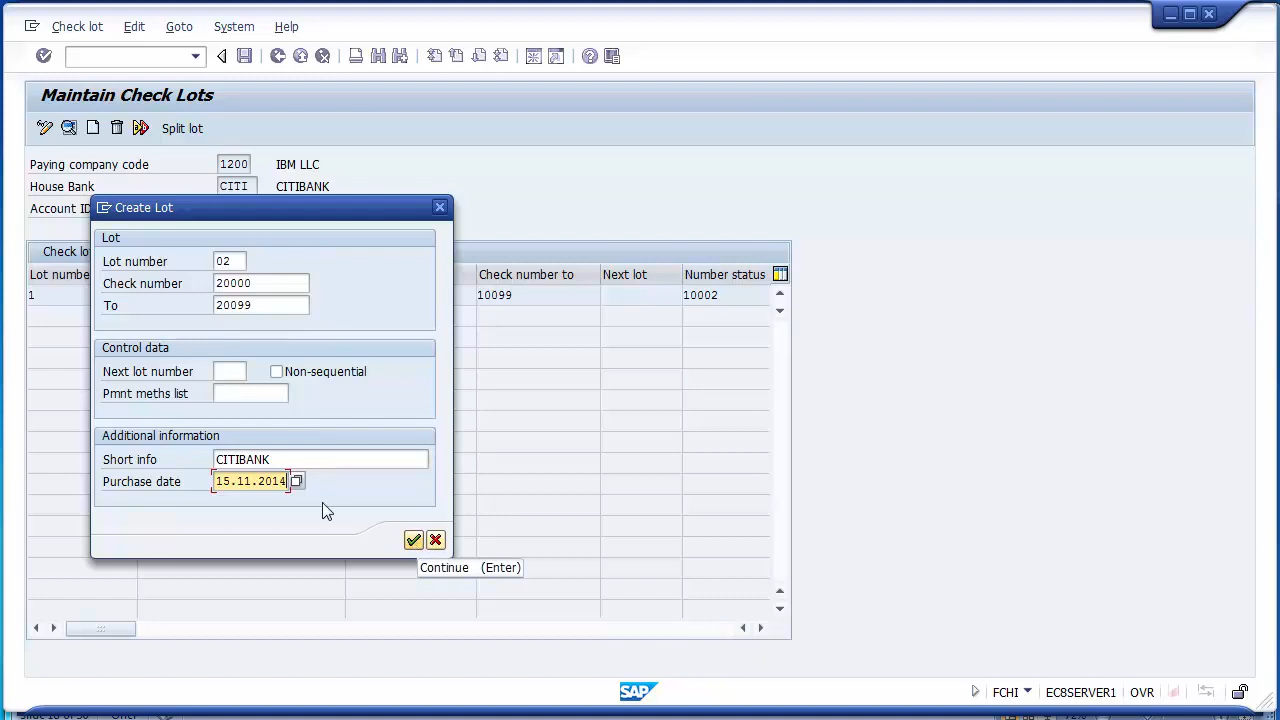 Check lot Edit Goto System Help
Maintain Check Lots
Split lot
Paying company code 1200 IBM LLC
House Bank CITI CITIBANK
Account ID
Create Lot
Lot
Lot number 02
Check number 20000
To 20099
Control data
Next lot number Non-sequential
Pmnt meths list
Additional information
Short info CITIBANK
Purchase date 15.11.2014
Continue (Enter)
Check lo
Lot numbe Check number to Next lot Number status
1 10099 10002
SAP
FCHI EC8SERVER1 OVR